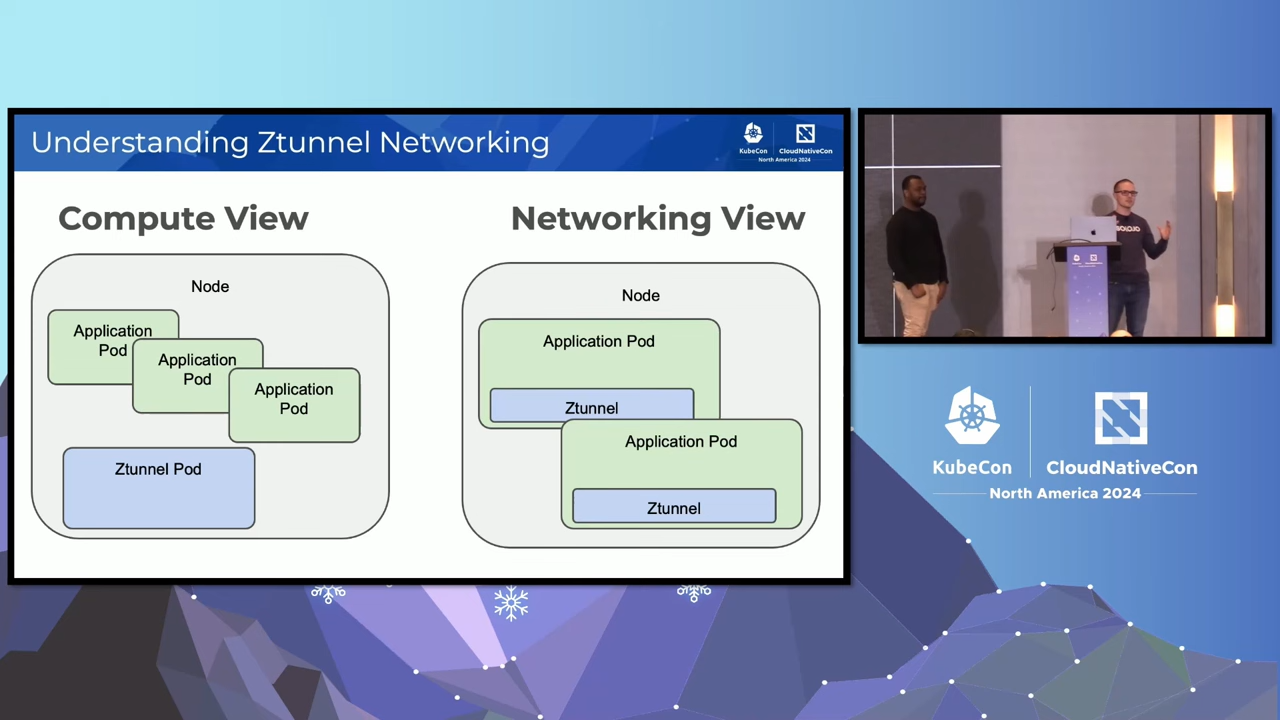 Understanding Ztunnel Networking
KubeCon
CloudNativeCon
North America 2024
Compute View
Node
Application
Pod
Application
Pod
Application
Pod
Ztunnel Pod
Networking View
Node
Application Pod
Ztunnel
Application Pod
Ztunnel
KubeCon
CloudNativeCon
North America 2024